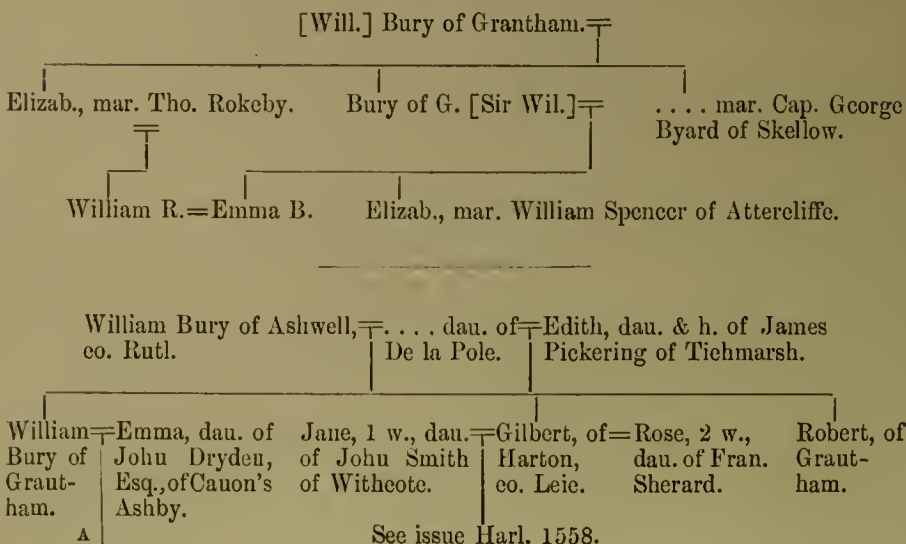 [Will.] Bury of Grantham.
Elizab., mar. Tho. Rokeby. Bury of G. [Sir Wil.] . . . . mar. Cap. George
Byard of Skellow.
William R.=Emma B. Elizab., mar. William Spencer of Attercliffe.
William Bury of Ashwell, . . . . dau. of Edith, dau. & h. of James
co. Rutl. De la Pole. Pickering of Tichmarsh.
William Emma, dau. of Jane, 1 w., dau. Gilbert, of= Rose, 2 w., Robert, of
Bury of John Dryden, of John Smith Harton, dau. of Fran. Grant-
Grant- Esq., of Canon's of Withcote. co. Leic. Sherard. ham.
ham. Ashby.
A See issue Harl. 1558.